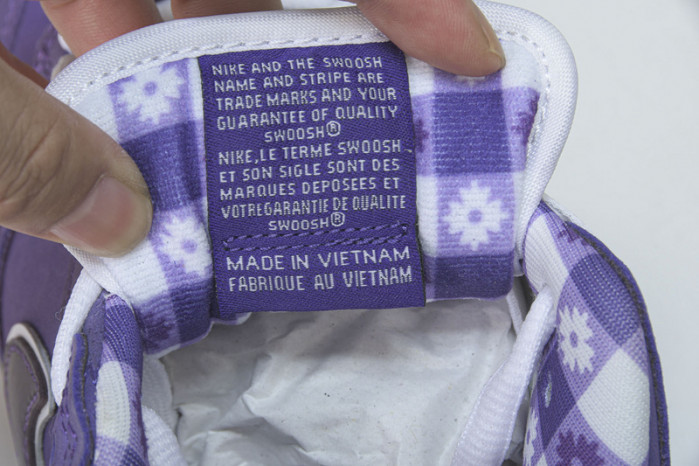 NIKE AND THE SWOOSH
NAME AND STRIPE ARE
TRADE MARKS AND YOUR
GUARANTEE OF QUALITY
SWOOSH®
NIKE, LE TERME SWOOSH
ET SON SIGLE SONT DES
MARQUES DEPOSEES ET
VOTREGARANTIE DE QUALITE
SWOOSH®
MADE IN VIETNAM
FABRIQUE AU VIETNAM